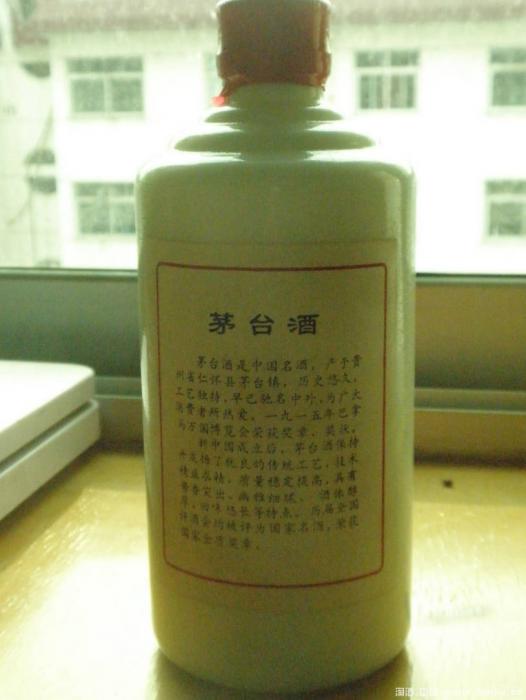 茅台酒
茅台酒是中国名酒，产于贵
州省仁怀县茅台镇，历史悠久，
工艺独特，早已驰名中外，为广大
消费者所热爱。一九一五年巴拿
马万国博览会荣获奖章、奖状。
新中国成立后，茅台酒保持
并发扬了优良的传统工艺，技术
精益求精，质量稳定提高，具有
酱香突出、幽雅细腻、酒体醇
厚、回味悠长等特点。历届全国
评酒会均被评为国家名酒，荣获
国家金质奖章。